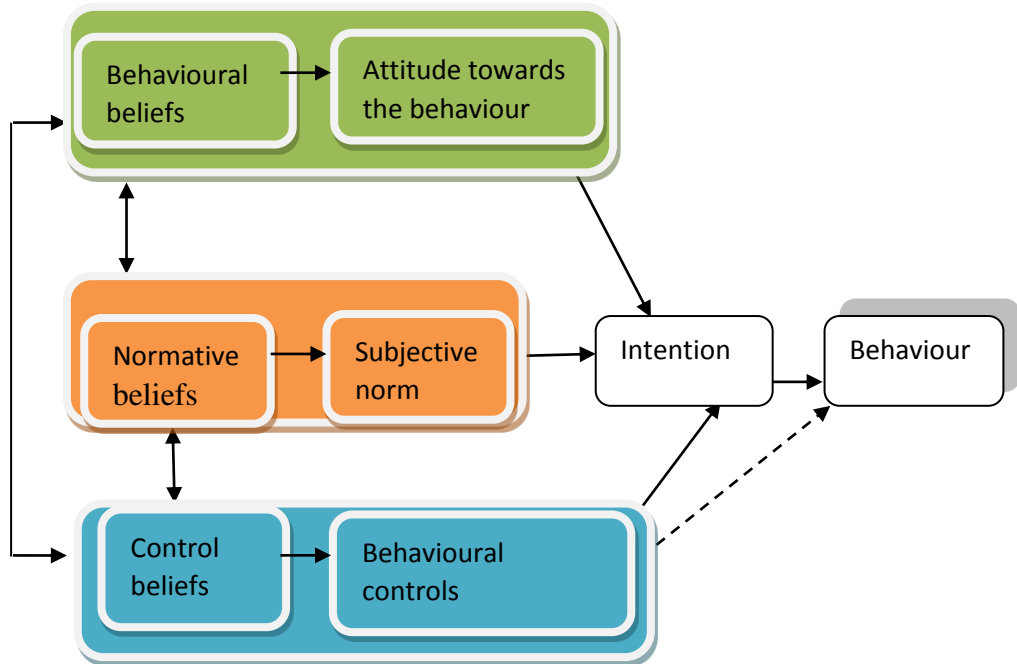 Behavioural
beliefs
Attitude towards
the behaviour
Normative
beliefs
Subjective
norm
Intention
Behaviour
Control
beliefs
Behavioural
controls